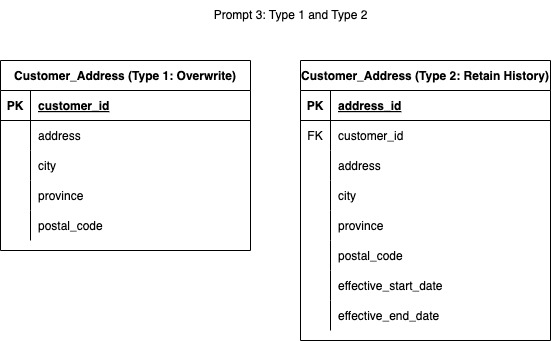 Prompt 3: Type 1 and Type 2
Customer_Address (Type 1: Overwrite)
PK customer_id
address
city
province
postal_code
Customer_Address (Type 2: Retain History)
PK address_id
FK customer_id
address
city
province
postal_code
effective_start_date
effective_end_date